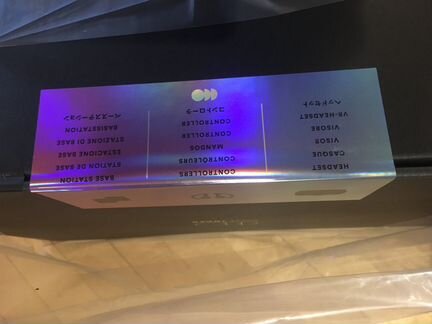 HEADSET
CASQUE
VISOR
VISORE
VR-HEADSET
ヘッドセット
CONTROLLERS
CONTROLEURS
MANDOS
CONTROLLER
CONTROLLER
コントローラ
BASE STATION
STATION DE BASE
ESTACIONE BASE
STAZIONE DI BASE
BASISSTATION
ベースステーション